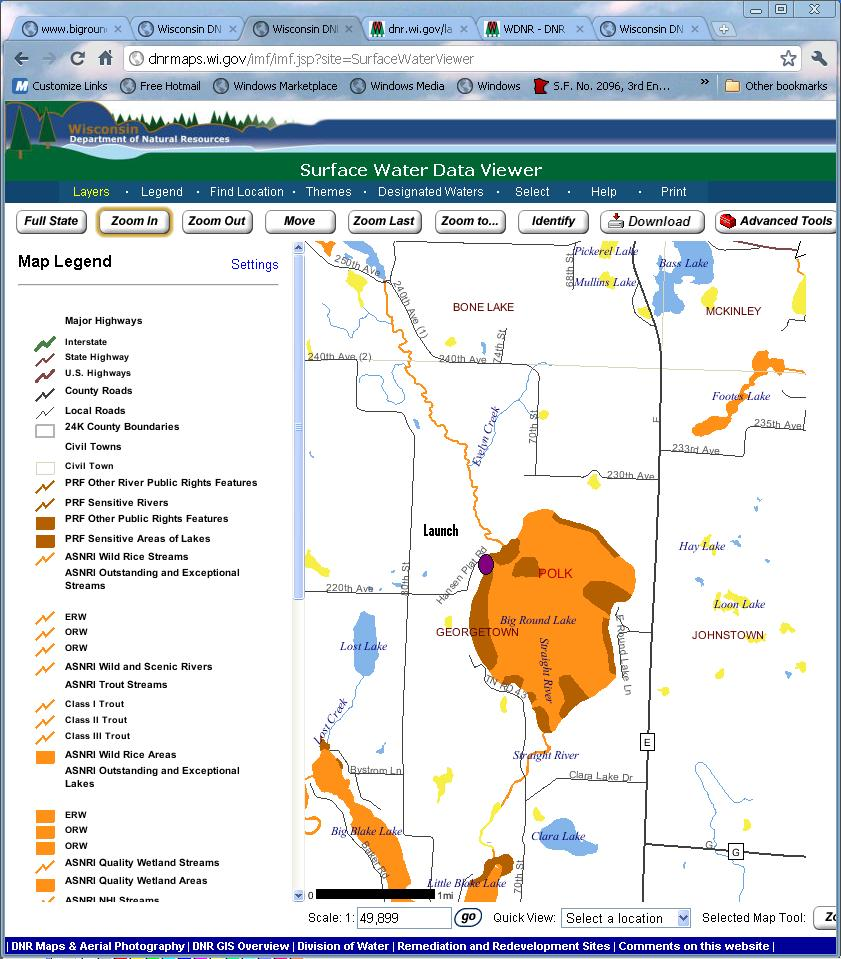 www.bigroun
Wisconsin DN
Wisconsin DNI
dnr.wi.gov/la
WDNR - DNR
Wisconsin DN
dnrmaps.wi.gov/imf/imf.jsp?site=SurfaceWaterViewer
Customize Links
Free Hotmail
Windows Marketplace
Windows Media
Windows
S.F. No. 2096, 3rd En...
»
Other bookmarks
Wisconsin
Department of Natural Resources
Surface Water Data Viewer
Layers · Legend · Find Location · Themes · Designated Waters · Select · Help · Print
Full State
Zoom In
Zoom Out
Move
Zoom Last
Zoom to...
Identify
Download
Advanced Tools
Map Legend
Settings
Major Highways
Interstate
State Highway
U.S. Highways
County Roads
Local Roads
24K County Boundaries
Civil Towns
Civil Town
PRF Other River Public Rights Features
PRF Sensitive Rivers
PRF Other Public Rights Features
PRF Sensitive Areas of Lakes
ASNRI Wild Rice Streams
ASNRI Outstanding and Exceptional
Streams
ERW
ORW
ORW
ASNRI Wild and Scenic Rivers
ASNRI Trout Streams
Class I Trout
Class II Trout
Class III Trout
ASNRI Wild Rice Areas
ASNRI Outstanding and Exceptional
Lakes
ERW
ORW
ORW
ASNRI Quality Wetland Streams
ASNRI Quality Wetland Areas
ASNRI NHI Streams
250th Ave
240th Ave (1)
68th St
Pickerel Lake
Bass Lake
Mullins Lake
BONE LAKE
MCKINLEY
74th St
240th Ave (2)
240th Ave
Footes Lake
Evelyn Creek
70th St
E
235th Ave
233rd Ave
230th Ave
Launch
Hay Lake
Hansen Plat Rd
POLK
80th St
220th Ave
Loon Lake
Big Round Lake
GEORGETOWN
E Round Lake Ln
JOHNSTOWN
Lost Lake
Straight River
TN RD 43
Lost Creek
E
Straight River
Bystrom Ln
Clara Lake Dr
Big Blake Lake
Clara Lake
Baker Rd
G
G
Little Blake Lake
70th St
0
1mi
Scale: 1: 49,899
go
Quick View:
Select a location
Selected Map Tool:
Zo
| DNR Maps & Aerial Photography | DNR GIS Overview | Division of Water | Remediation and Redevelopment Sites | Comments on this website |